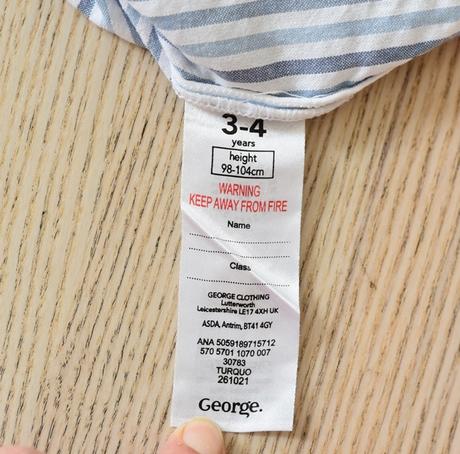 3-4
years
height
98-104cm
WARNING
KEEP AWAY FROM FIRE
Name
Class
GEORGE CLOTHING
Lutterworth
Leicestershire LE17 4XH UK
ASDA, Antrim, BT41 4GY
ANA 5059189715712
570 5701 1070 007
30783
TURQUO
261021
George.